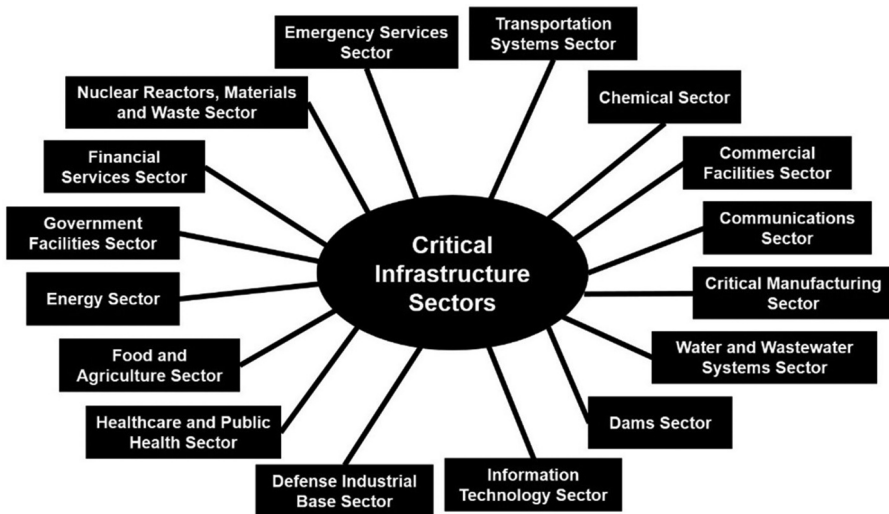 Emergency Services
Sector
Transportation
Systems Sector
Nuclear Reactors, Materials
and Waste Sector
Chemical Sector
Financial
Services Sector
Commercial
Facilities Sector
Government
Facilities Sector
Communications
Sector
Critical
Infrastructure
Sectors
Energy Sector
Critical Manufacturing
Sector
Food and
Agriculture Sector
Water and Wastewater
Systems Sector
Healthcare and Public
Health Sector
Dams Sector
Defense Industrial
Base Sector
Information
Technology Sector